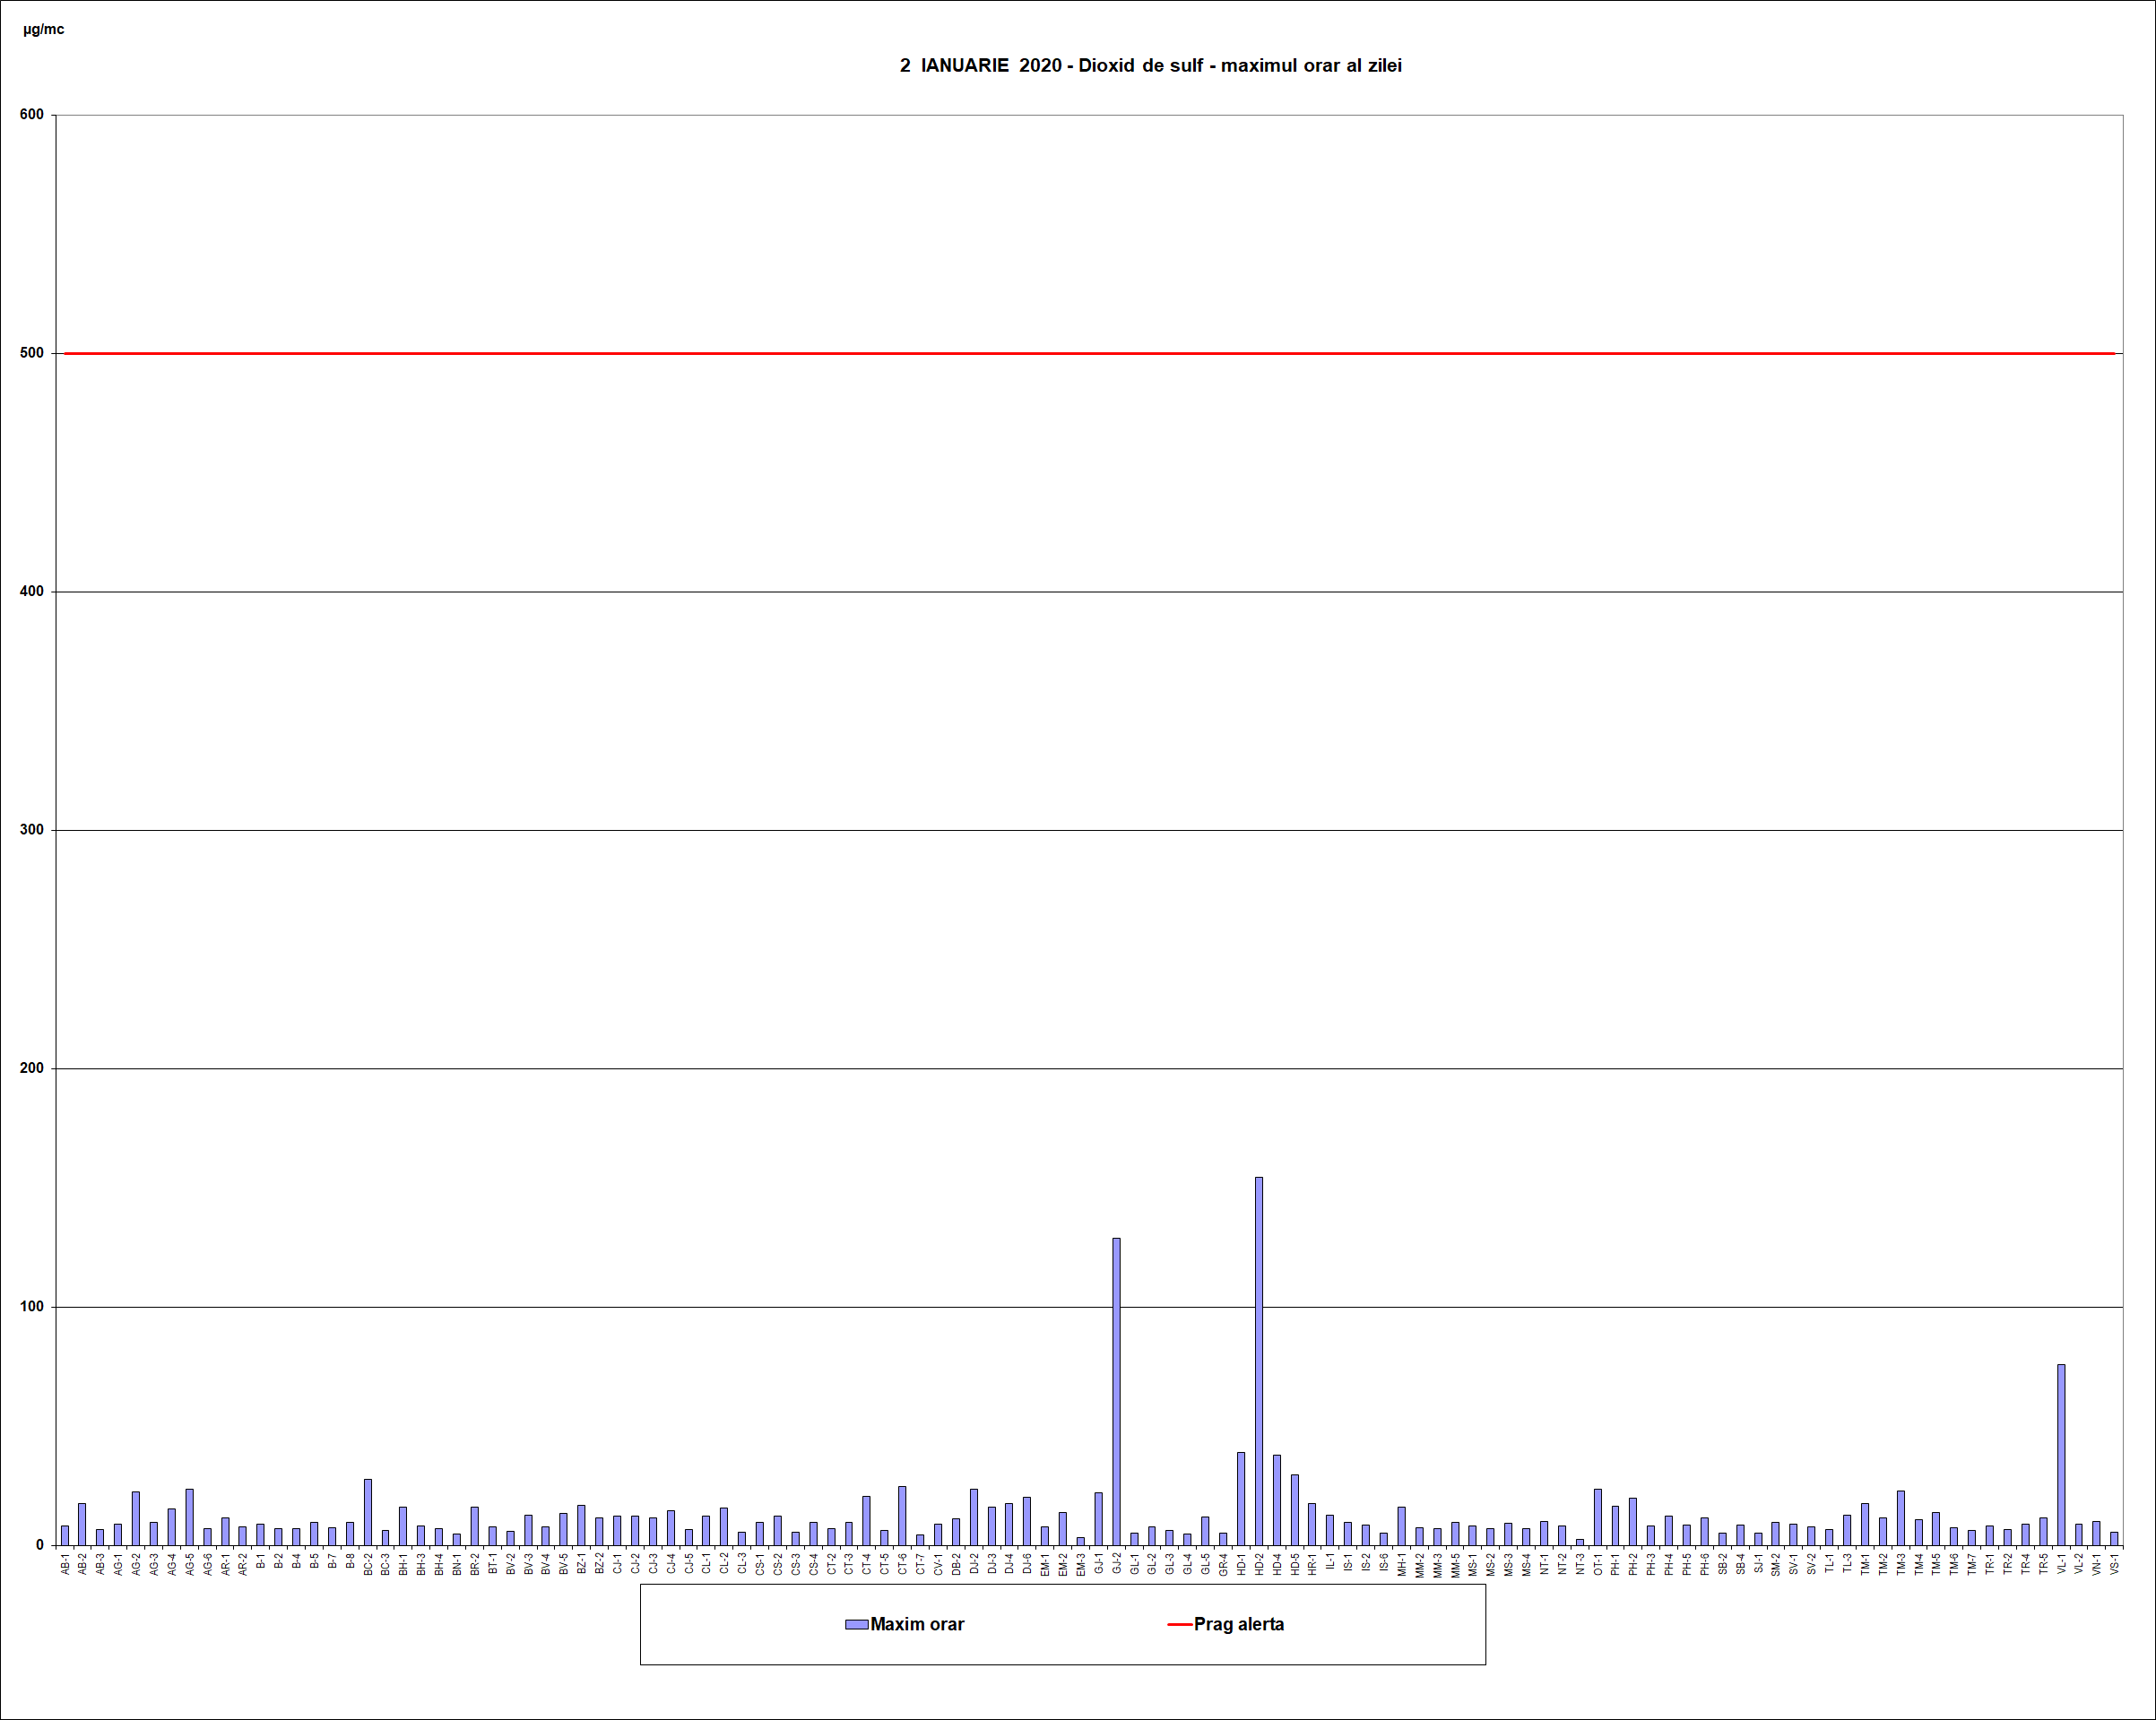 µg/mc
2 IANUARIE 2020 - Dioxid de sulf - maximul orar al zilei
600
500
400
300
200
100
0
AB-1 AB-2 AB-3 AG-1 AG-2 AG-3 AG-4 AG-5 AG-6 AR-1 AR-2 B-1 B-2 B-4 B-5 B-7 B-8 BC-2 BC-3 BH-1 BH-3 BH-4 BN-1 BR-2 BT-1 BV-2 BV-3 BV-4 BV-5 BZ-1 BZ-2 CJ-1 CJ-2 CJ-3 CJ-4 CJ-5 CL-1 CL-2 CL-3 CS-1 CS-2 CS-3 CS-4 CT-2 CT-3 CT-4 CT-5 CT-6 CT-7 CV-1 DB-2 DJ-2 DJ-3 DJ-4 DJ-6 EM-1 EM-2 EM-3 GJ-1 GJ-2 GL-1 GL-2 GL-3 GL-4 GL-5 GR-4 HD-1 HD-2 HD-4 HD-5 HR-1 IL-1 IS-1 IS-2 IS-6 MH-1 MM-2 MM-3 MM-5 MS-1 MS-2 MS-3 MS-4 NT-1 NT-2 NT-3 OT-1 PH-1 PH-2 PH-3 PH-4 PH-5 PH-6 SB-2 SB-4 SJ-1 SM-2 SV-1 SV-2 TL-1 TL-3 TM-1 TM-2 TM-3 TM-4 TM-5 TM-6 TM-7 TR-1 TR-2 TR-4 TR-5 VL-1 VL-2 VN-1 VS-1
Maxim orar Prag alerta